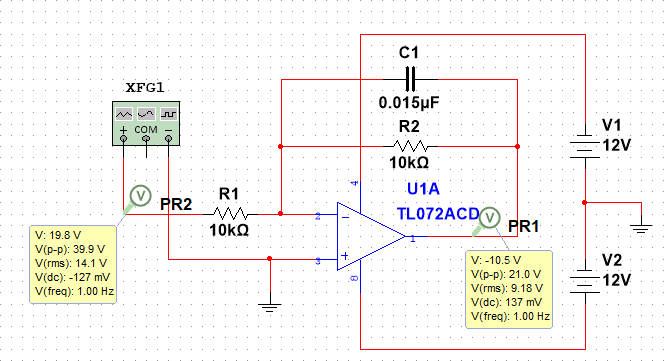 C1
XFG1
0.015µF
V1
+ COM −
R2
12V
10kΩ
U1A
4
PR2
R1
TL072ACD
V
V
PR1
2
−
10kΩ
1
V: 19.8 V
V(p-p): 39.9 V
V(rms): 14.1 V
V(dc): -127 mV
V(freq): 1.00 Hz
3
+
8
V: -10.5 V
V(p-p): 21.0 V
V(rms): 9.18 V
V(dc): 137 mV
V(freq): 1.00 Hz
V2
12V